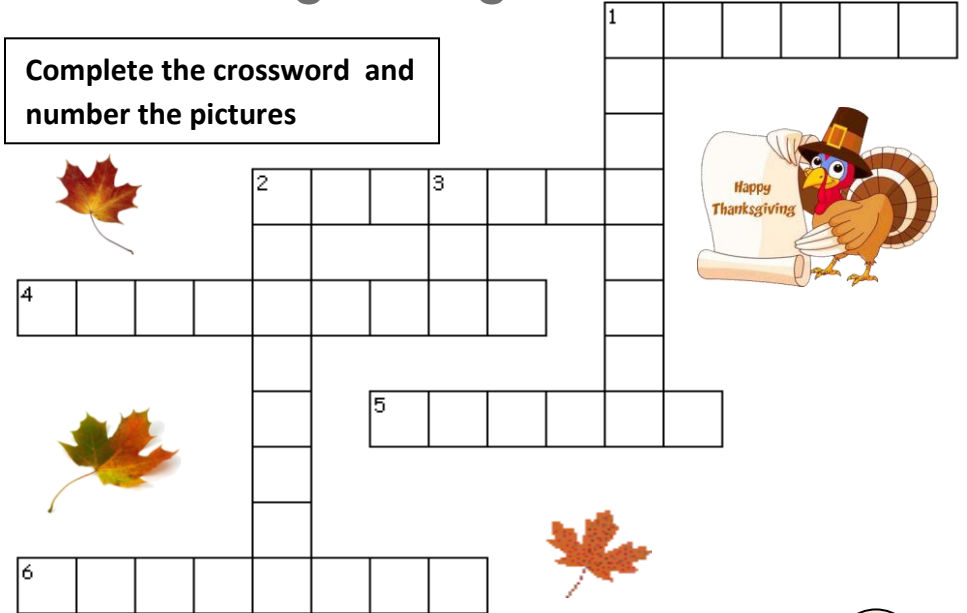 1
Complete the crossword and
number the pictures
2 3
Happy
Thanksgiving
4
5
6